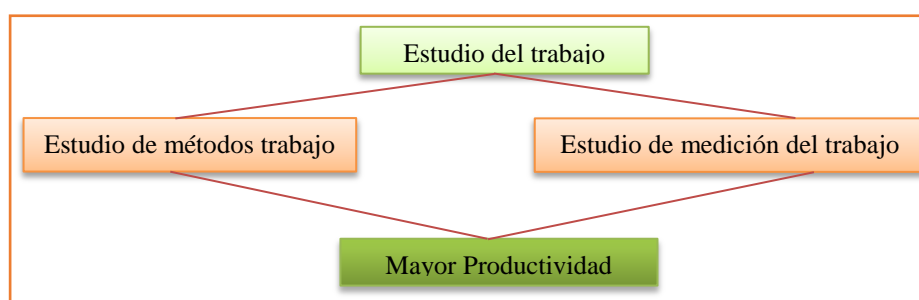 Estudio del trabajo
Estudio de métodos trabajo
Estudio de medición del trabajo
Mayor Productividad